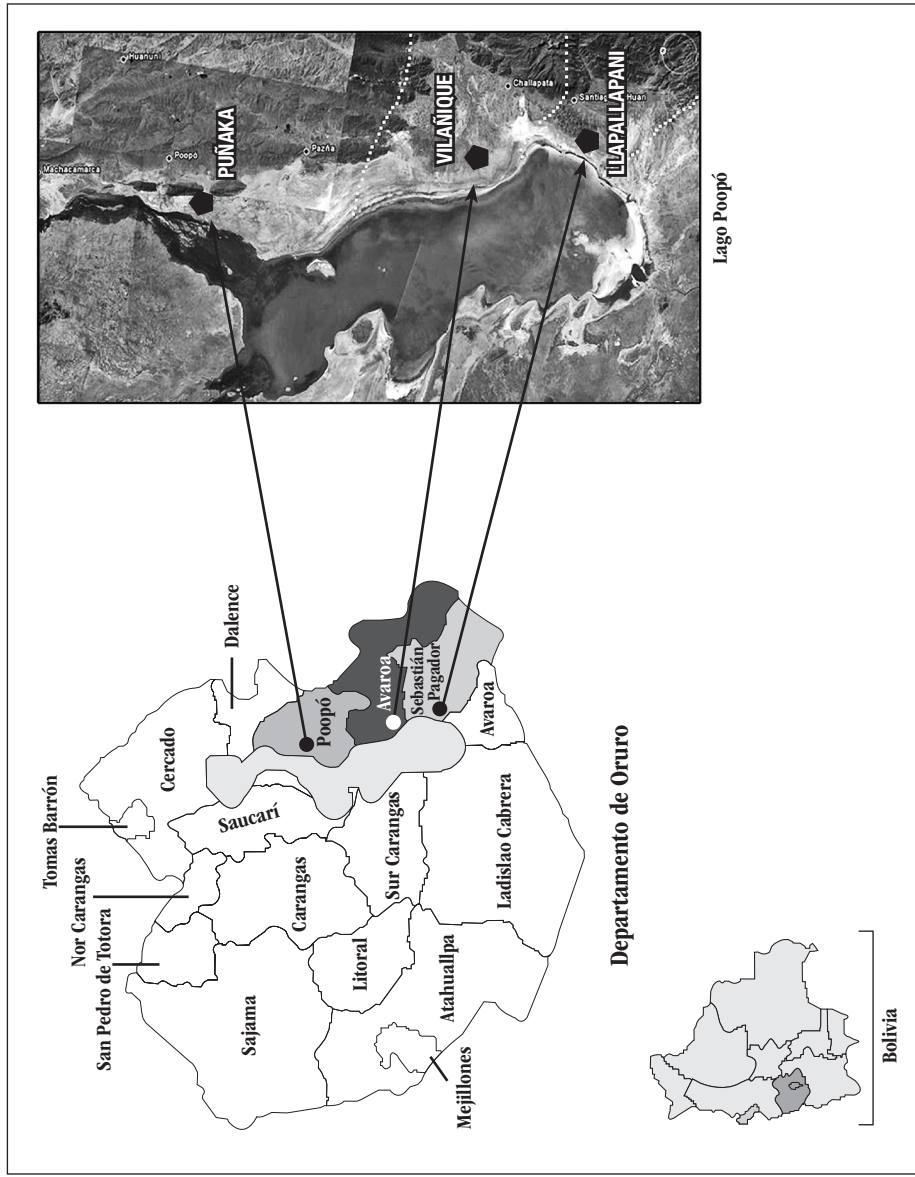 Tomas Barrón
Nor Carangas
San Pedro de Totora
Dalence
Cercado
Saucarí
Poopó
Sajama
Carangas
Litoral
Sur Carangas
Avaroa
Sebastián
Pagador
Avaroa
Atahuallpa
Mejillones
Ladislao Cabrera
Departamento de Oruro
Bolivia
Machacamarca
Huanuni
Poopó
PUÑAKA
Pazña
VILAÑIQUE
Challapata
Santiag Huari
LLAPALLAPANI
Lago Poopó